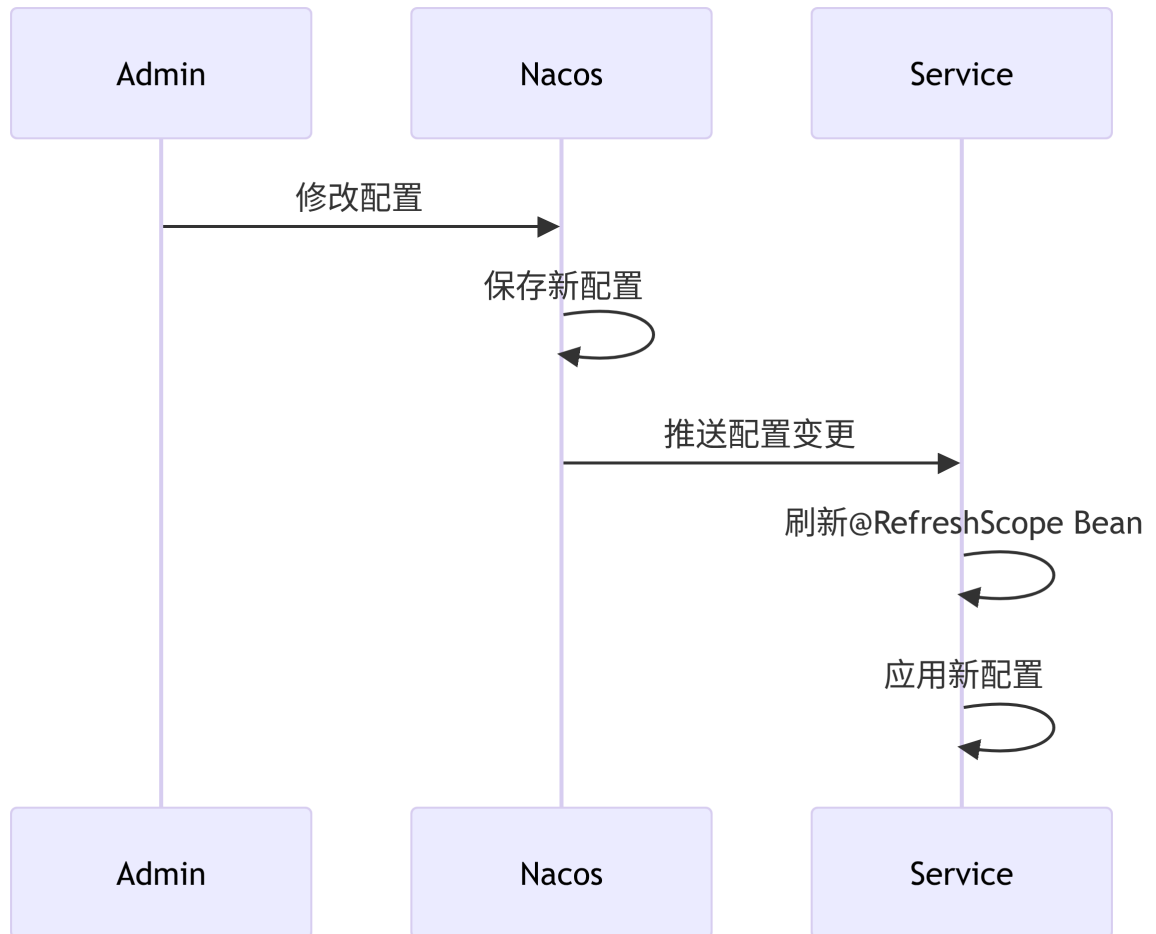 Admin
Nacos
Service
修改配置
保存新配置
推送配置变更
刷新@RefreshScope Bean
应用新配置
Admin
Nacos
Service